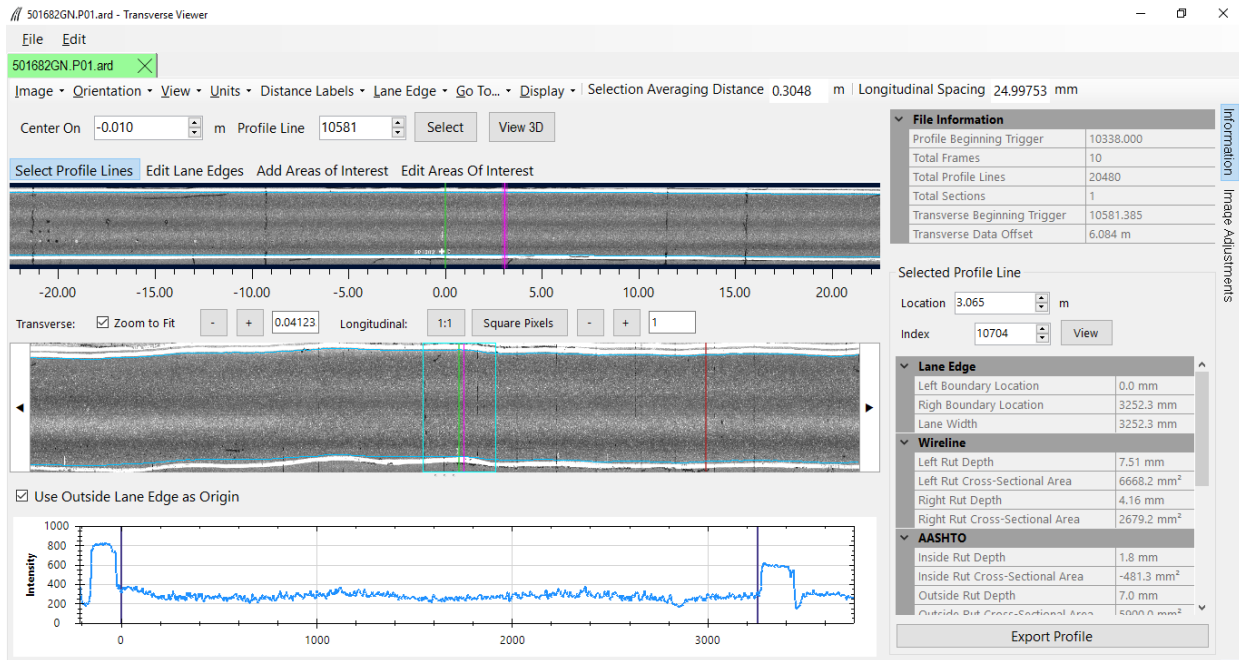 501682GN.P01.ard - Transverse Viewer
File Edit
501682GN.P01.ard
Image Orientation View Units Distance Labels Lane Edge Go To... Display Selection Averaging Distance 0.3048 m Longitudinal Spacing 24.99753 mm
Center On -0.010 m Profile Line 10581 Select View 3D
Select Profile Lines Edit Lane Edges Add Areas of Interest Edit Areas Of Interest
-20.00 -15.00 -10.00 -5.00 0.00 5.00 10.00 15.00 20.00
Transverse: Zoom to Fit - + 0.04123 Longitudinal: 1:1 Square Pixels - + 1
Use Outside Lane Edge as Origin
Intensity
1000
800
600
400
200
0
0 1000 2000 3000
File Information
Profile Beginning Trigger 10338.000
Total Frames 10
Total Profile Lines 20480
Total Sections 1
Transverse Beginning Trigger 10581.385
Transverse Data Offset 6.084 m
Selected Profile Line
Location 3.065 m
Index 10704 View
Lane Edge
Left Boundary Location 0.0 mm
Righ Boundary Location 3252.3 mm
Lane Width 3252.3 mm
Wireline
Left Rut Depth 7.51 mm
Left Rut Cross-Sectional Area 6668.2 mm²
Right Rut Depth 4.16 mm
Right Rut Cross-Sectional Area 2679.2 mm²
AASHTO
Inside Rut Depth 1.8 mm
Inside Rut Cross-Sectional Area -481.3 mm²
Outside Rut Depth 7.0 mm
Outside Rut Cross-Sectional Area 5900.0 mm²
Export Profile
Information
Image Adjustments